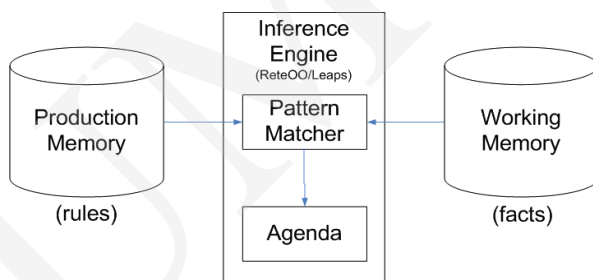 Inference
Engine
(ReteOO/Leaps)
Production
Memory
(rules)
Pattern
Matcher
Agenda
Working
Memory
(facts)